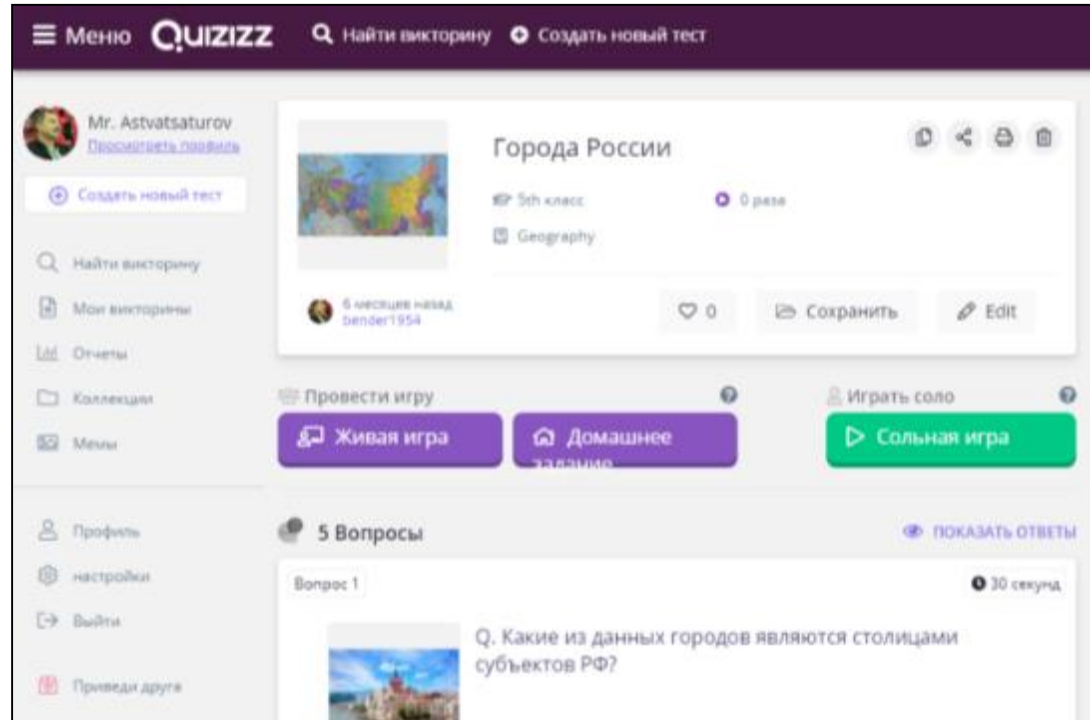 Меню QUIZIZZ Найти викторину Создать новый тест
Mr. Astvatsaturov
Просмотреть профиль
Создать новый тест
Найти викторину
Мои викторины
Отчеты
Коллекции
Мемы
Профиль
настройки
Выйти
Приведи друга
Города России
5th класс 0 раза
Geography
6 месяцев назад
bender1954
0 Сохранить Edit
Провести игру
Живая игра
Домашнее
задание
Играть соло
Сольная игра
5 Вопросы ПОКАЗАТЬ ОТВЕТЫ
Вопрос 1 30 секунд
Q. Какие из данных городов являются столицами
субъектов РФ?